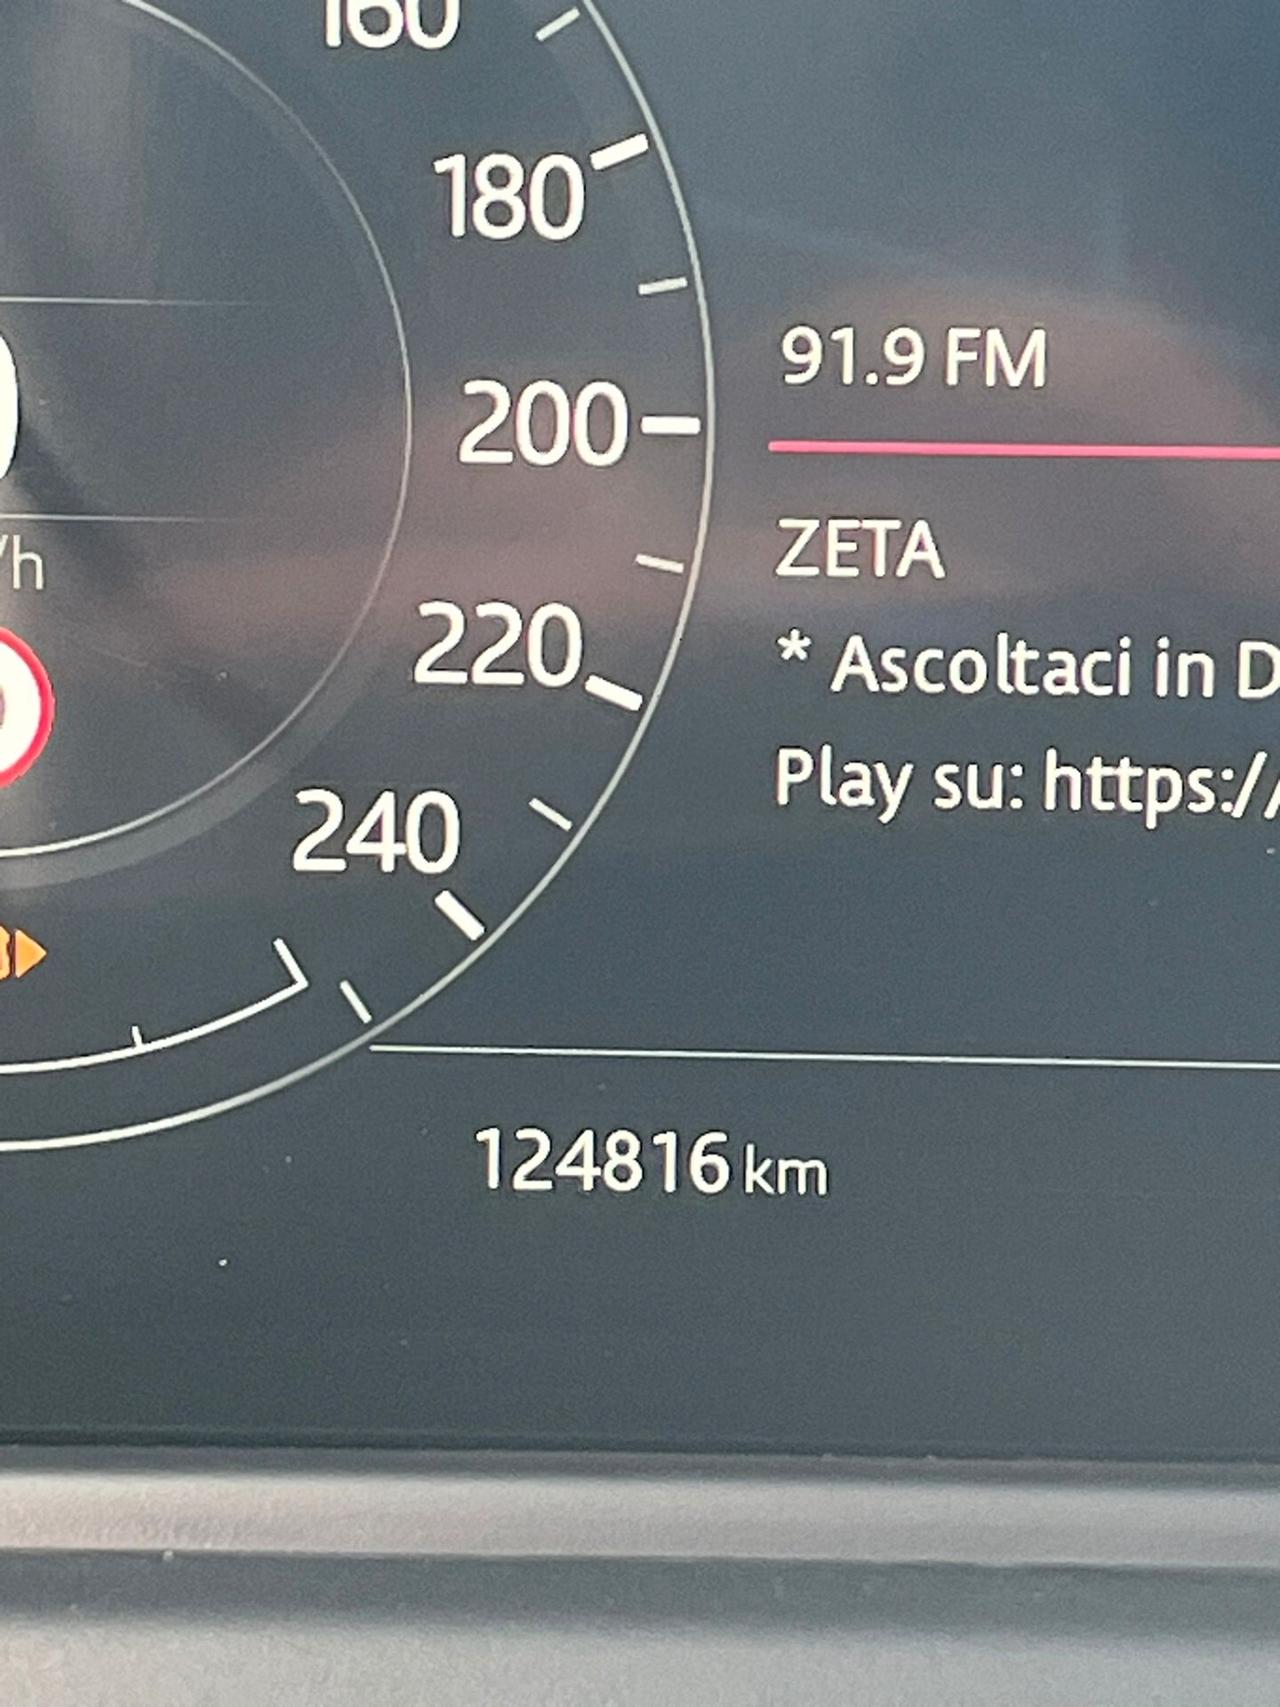 160
180
200
220
240
/h
91.9 FM
ZETA
* Ascoltaci in D
Play su: https://
124816 km